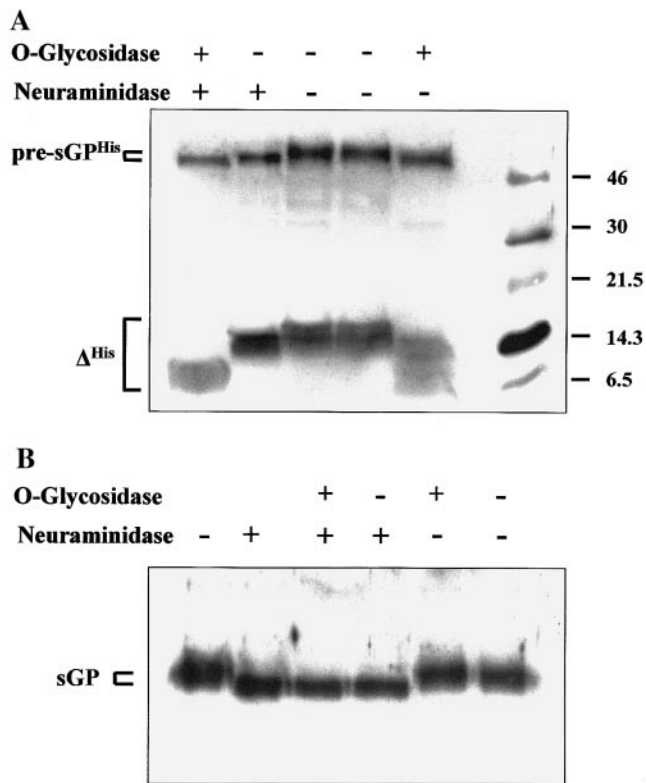 A
O-Glycosidase + - - - +
Neuraminidase + + - - -
pre-sGPHis
46
30
21.5
14.3
6.5
ΔHis
B
O-Glycosidase + - + -
Neuraminidase - + + + - -
sGP